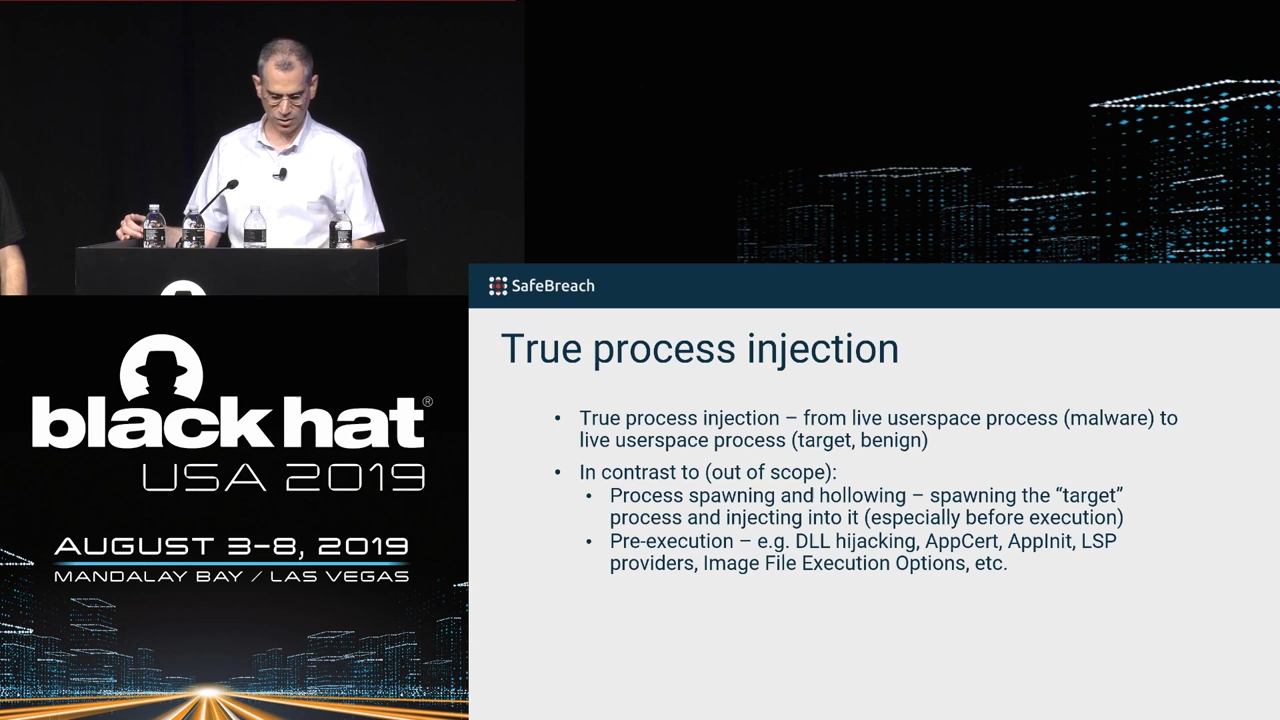 SafeBreach
True process injection
• True process injection – from live userspace process (malware) to
live userspace process (target, benign)
• In contrast to (out of scope):
• Process spawning and hollowing – spawning the “target”
process and injecting into it (especially before execution)
• Pre-execution – e.g. DLL hijacking, AppCert, AppInit, LSP
providers, Image File Execution Options, etc.
black hat®
USA 2019
AUGUST 3–8, 2019
MANDALAY BAY / LAS VEGAS